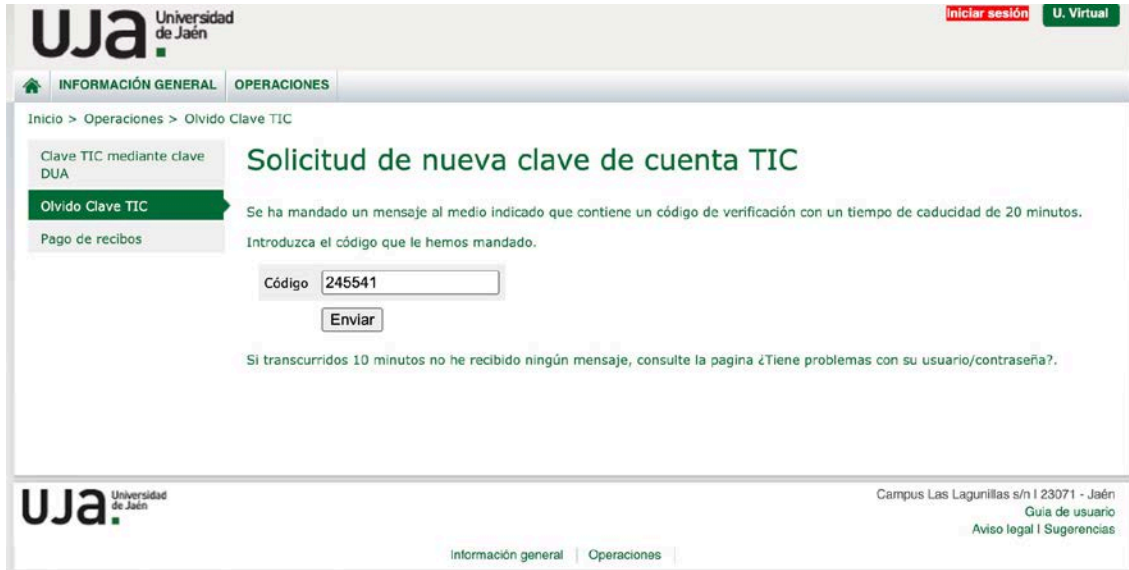 UJa. Universidad de Jaén
Iniciar sesión
U. Virtual
INFORMACIÓN GENERAL
OPERACIONES
Inicio > Operaciones > Olvido Clave TIC
Clave TIC mediante clave
DUA
Olvido Clave TIC
Pago de recibos
Solicitud de nueva clave de cuenta TIC
Se ha mandado un mensaje al medio indicado que contiene un código de verificación con un tiempo de caducidad de 20 minutos.
Introduzca el código que le hemos mandado.
Código 245541
Enviar
Si transcurridos 10 minutos no he recibido ningún mensaje, consulte la pagina ¿Tiene problemas con su usuario/contraseña?.
UJa. Universidad de Jaén
Campus Las Lagunillas s/n I 23071 - Jaén
Guia de usuario
Aviso legal I Sugerencias
Información general | Operaciones